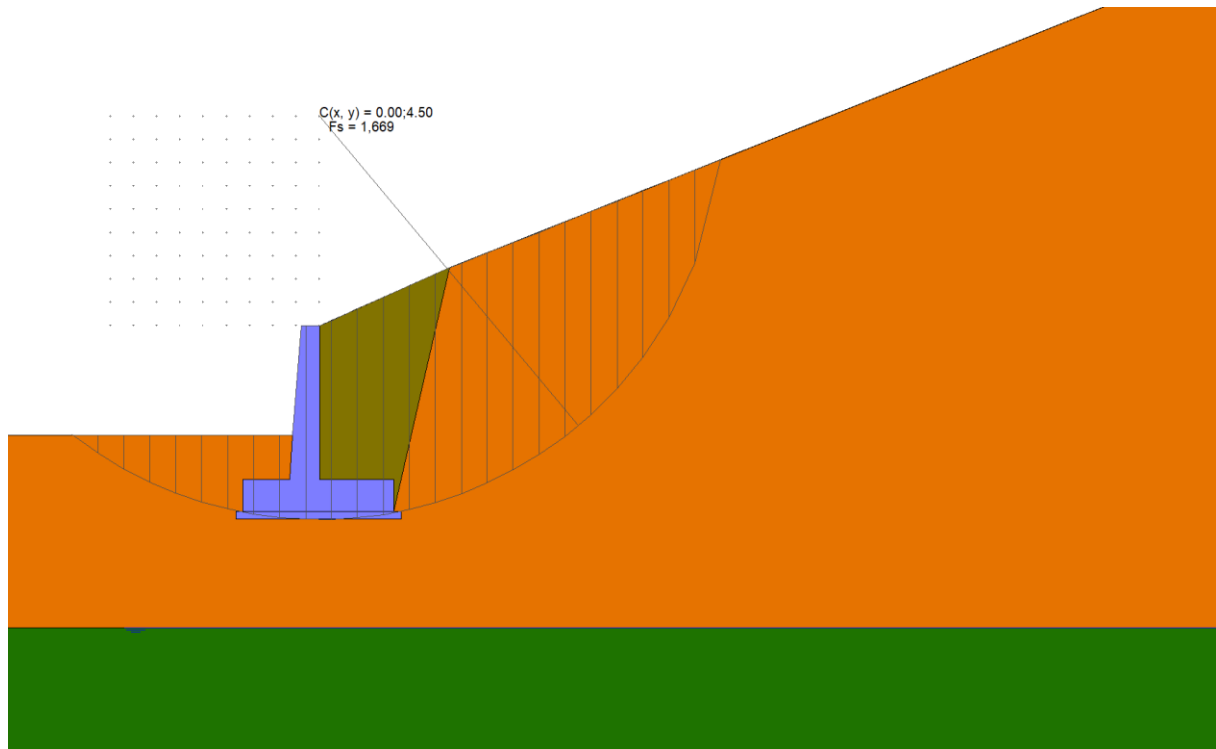 C(x, y) = 0.00;4.50
Fs = 1,669